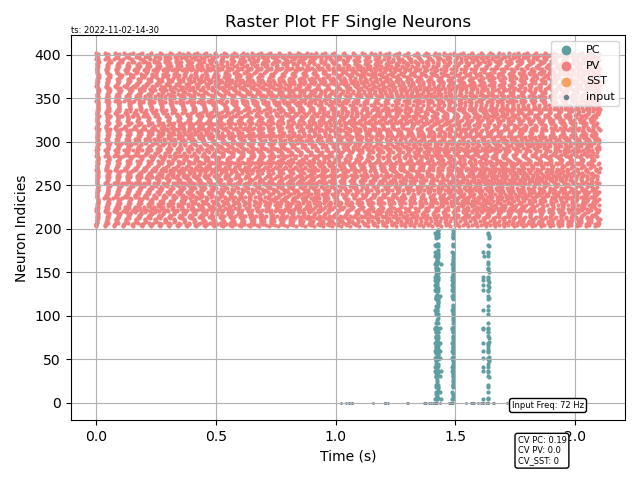 Raster Plot FF Single Neurons
ts: 2022-11-02-14-30
PC
PV
SST
input
400
350
300
250
200
150
100
50
0
Neuron Indicies
Input Freq: 72 Hz
0.0
0.5
1.0
1.5
2.0
Time (s)
CV PC: 0.19
CV PV: 0.0
CV_SST: 0